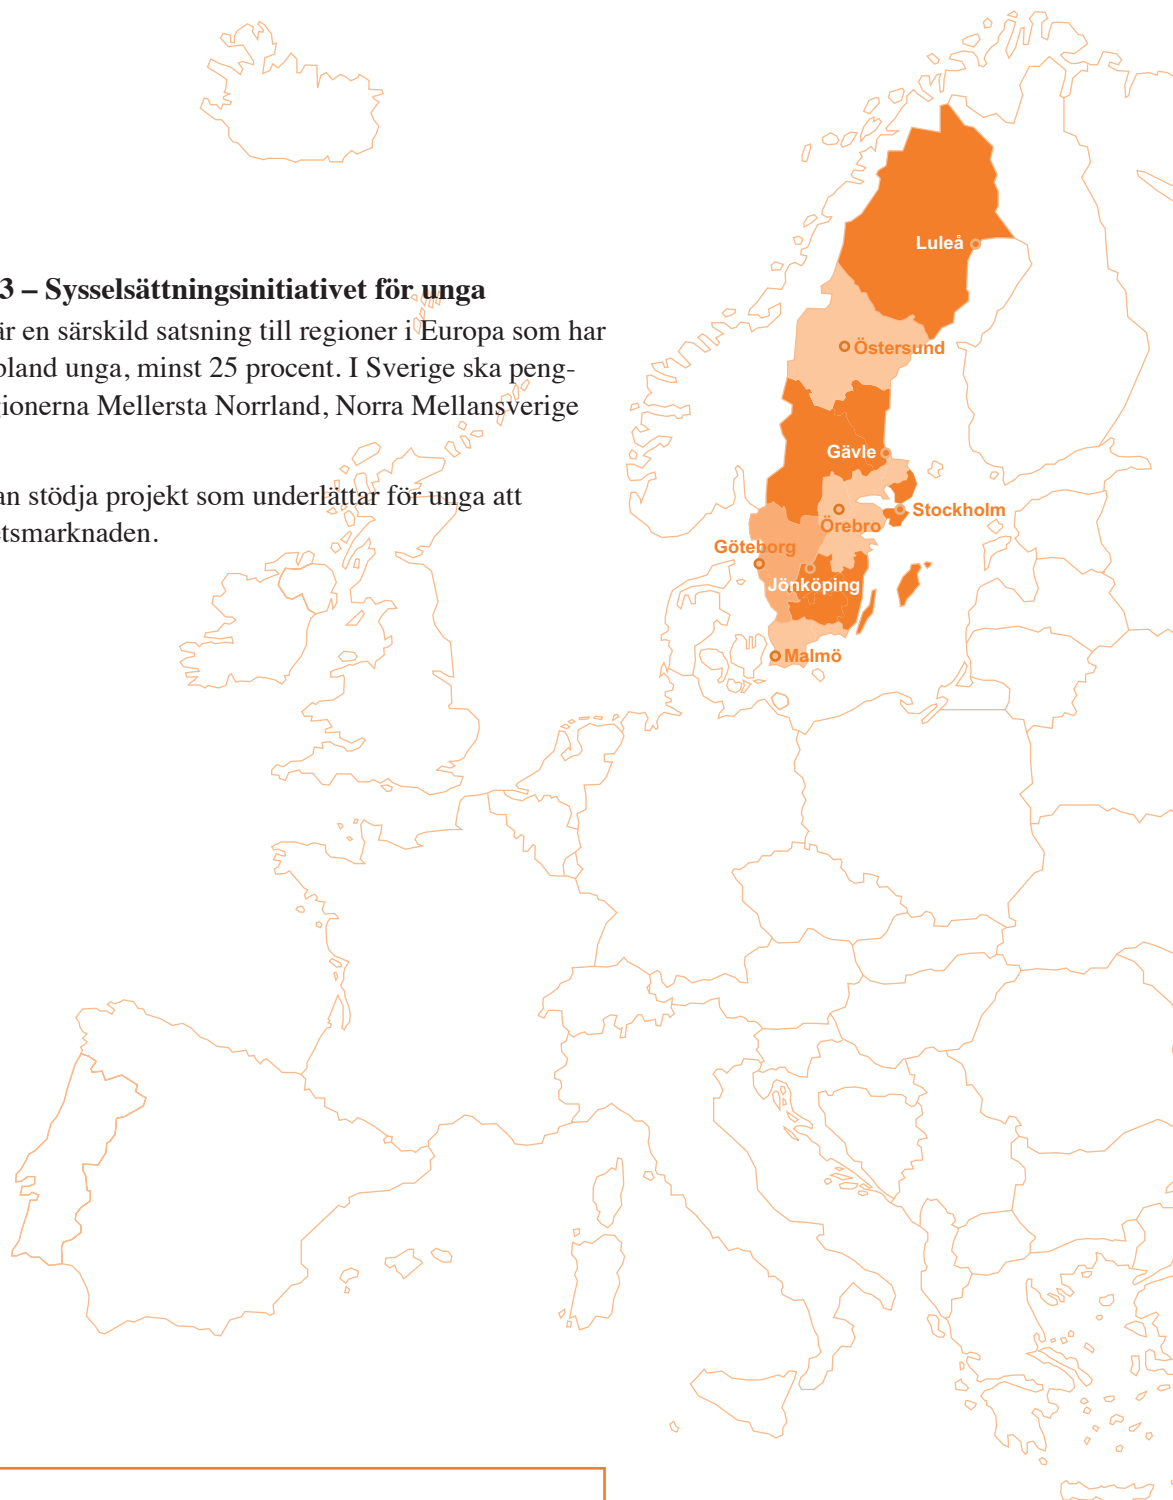 3 – Sysselsättningsinitiativet för unga
är en särskild satsning till regioner i Europa som har
bland unga, minst 25 procent. I Sverige ska peng-
gionerna Mellersta Norrland, Norra Mellansverige
an stödja projekt som underlättar för unga att
etsmarknaden.
Luleå
Östersund
Gävle
Stockholm
Örebro
Göteborg
Jönköping
Malmö